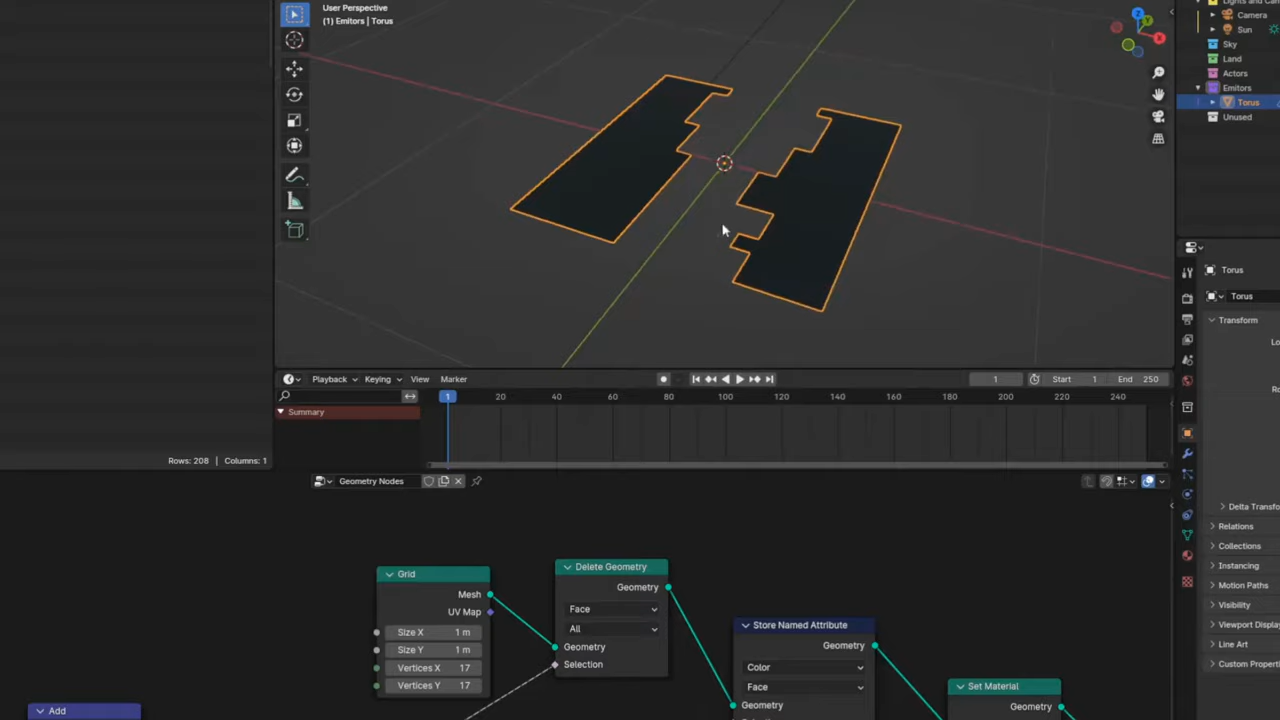 User Perspective
(1) Emitors | Torus
Z
Y
X
Camera
Sun
Sky
Land
Actors
Emitors
Torus
Unused
Torus
Torus
Transform
Playback
Keying
View
Marker
1
Start 1
End 250
1 20 40 60 80 100 120 140 160 180 200 220 240
Summary
Rows: 208 | Columns: 1
Geometry Nodes
Delta Transfo
Relations
Collections
Instancing
Motion Paths
Visibility
Viewport Display
Line Art
Custom Propert
Grid
Mesh
UV Map
Size X 1 m
Size Y 1 m
Vertices X 17
Vertices Y 17
Delete Geometry
Geometry
Face
All
Geometry
Selection
Store Named Attribute
Geometry
Color
Face
Geometry
Set Material
Geometry
Add